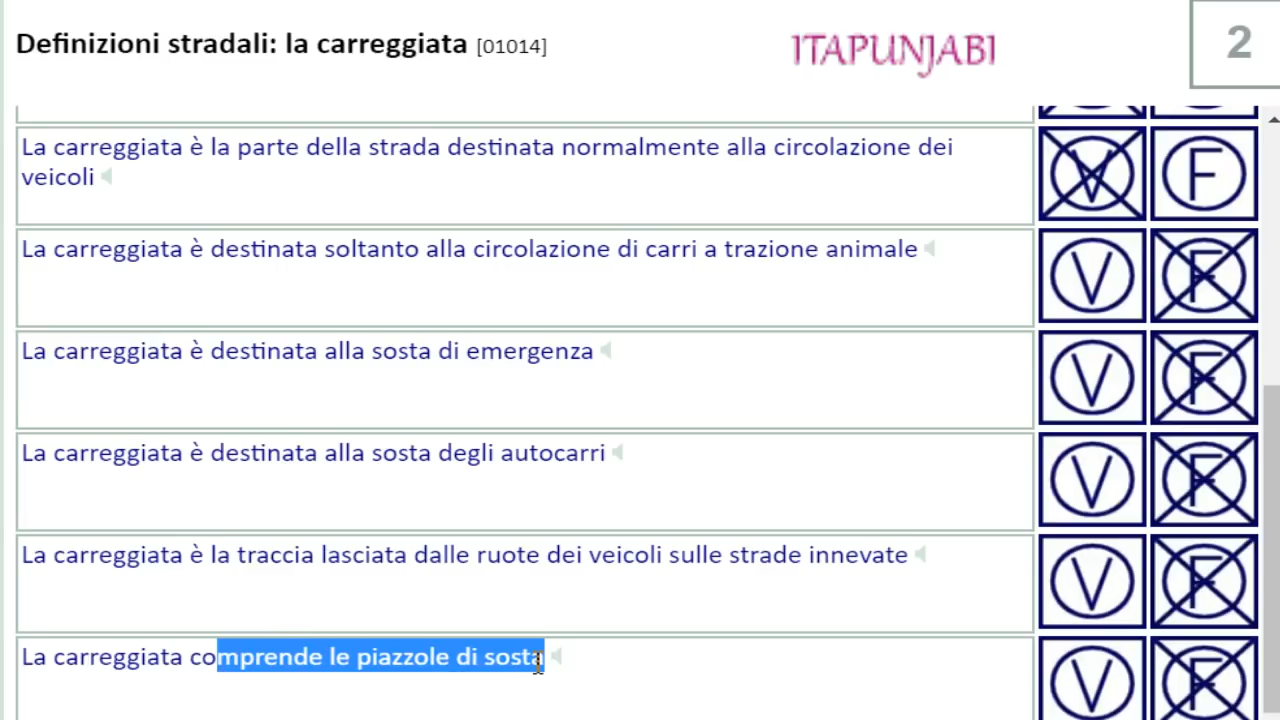 Definizioni stradali: la carreggiata [01014]
ITAPUNJABI
2
La carreggiata è la parte della strada destinata normalmente alla circolazione dei
veicoli
V F
La carreggiata è destinata soltanto alla circolazione di carri a trazione animale
V F
La carreggiata è destinata alla sosta di emergenza
V F
La carreggiata è destinata alla sosta degli autocarri
V F
La carreggiata è la traccia lasciata dalle ruote dei veicoli sulle strade innevate
V F
La carreggiata comprende le piazzole di sosta
V F